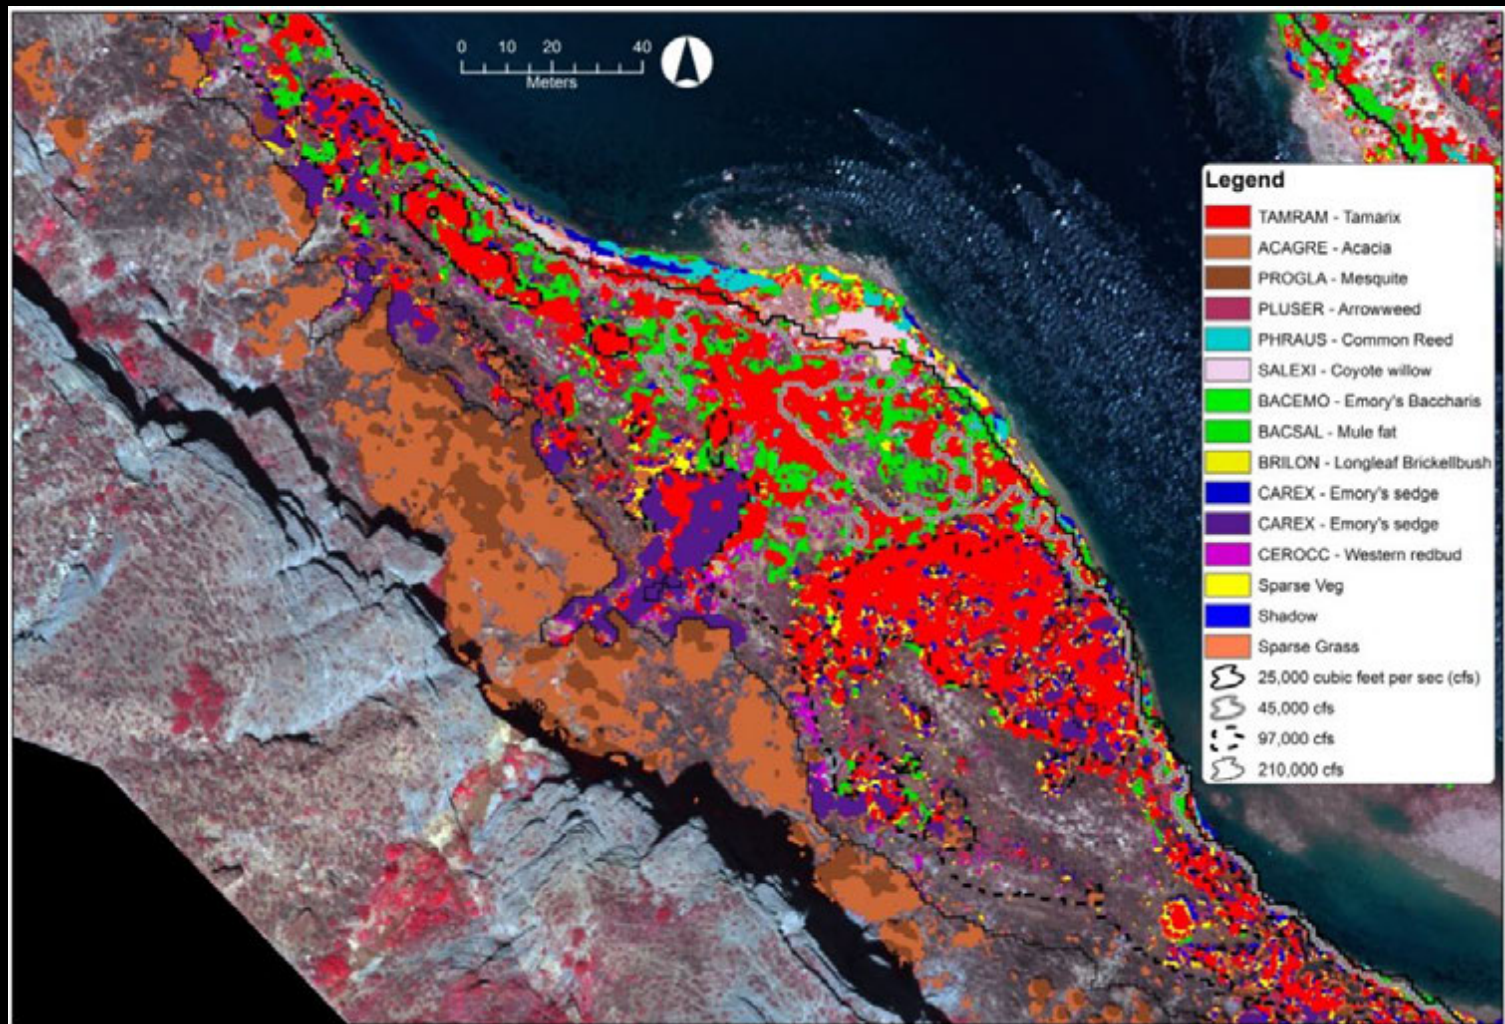 0 10 20 40
Meters
Legend
TAMRAM - Tamarix
ACAGRE - Acacia
PROGLA - Mesquite
PLUSER - Arrowweed
PHRAUS - Common Reed
SALEXI - Coyote willow
BACEMO - Emory's Baccharis
BACSAL - Mule fat
BRILON - Longleaf Brickellbush
CAREX - Emory's sedge
CAREX - Emory's sedge
CEROCC - Western redbud
Sparse Veg
Shadow
Sparse Grass
25,000 cubic feet per sec (cfs)
45,000 cfs
97,000 cfs
210,000 cfs